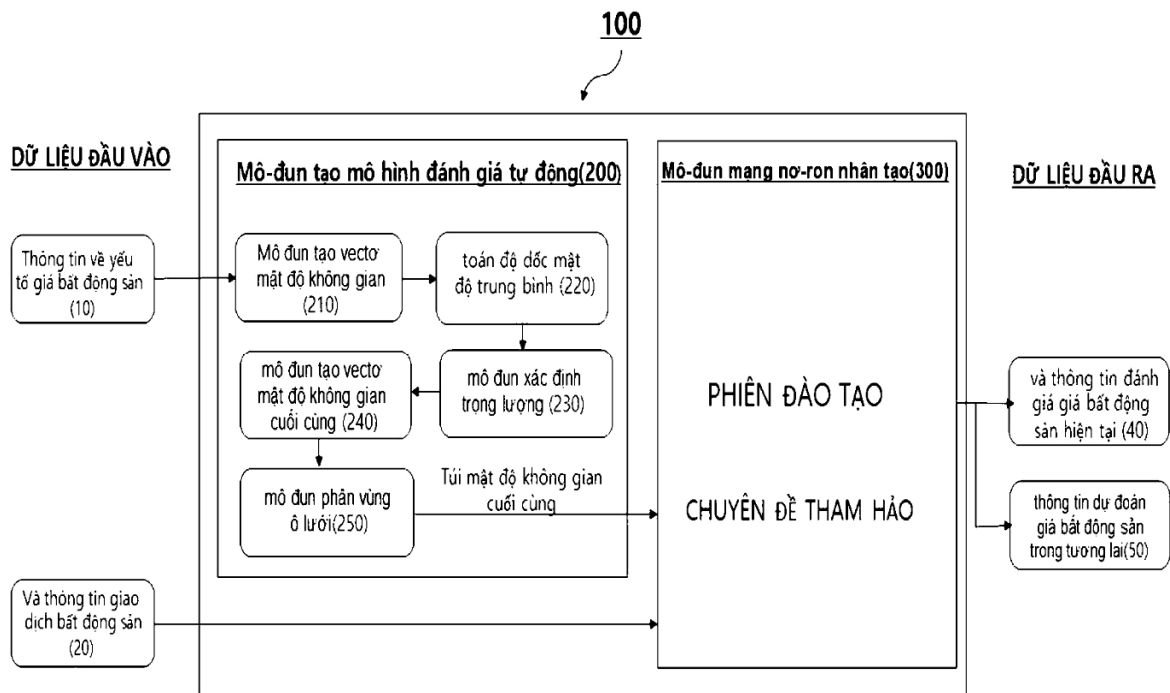 100
DỮ LIỆU ĐẦU VÀO
Mô-đun tạo mô hình đánh giá tự động(200)
Mô-đun mạng nơ-ron nhân tạo(300)
DỮ LIỆU ĐẦU RA
Thông tin về yếu
tố giá bất động sản
(10)
Mô đun tạo vectơ
mật độ không gian
(210)
toán độ dốc mật
độ trung bình (220)
mô đun tạo vectơ
mật độ không gian
cuối cùng (240)
mô đun xác định
trọng lượng (230)
mô đun phân vùng
ô lưới(250)
Túi mật độ không gian
cuối cùng
PHIÊN ĐÀO TẠO
CHUYÊN ĐỀ THAM HẢO
và thông tin đánh
giá giá bất động
sản hiện tại (40)
thông tin dự đoán
giá bất động sản
trong tương lai(50)
Và thông tin giao
dịch bất động sản
(20)